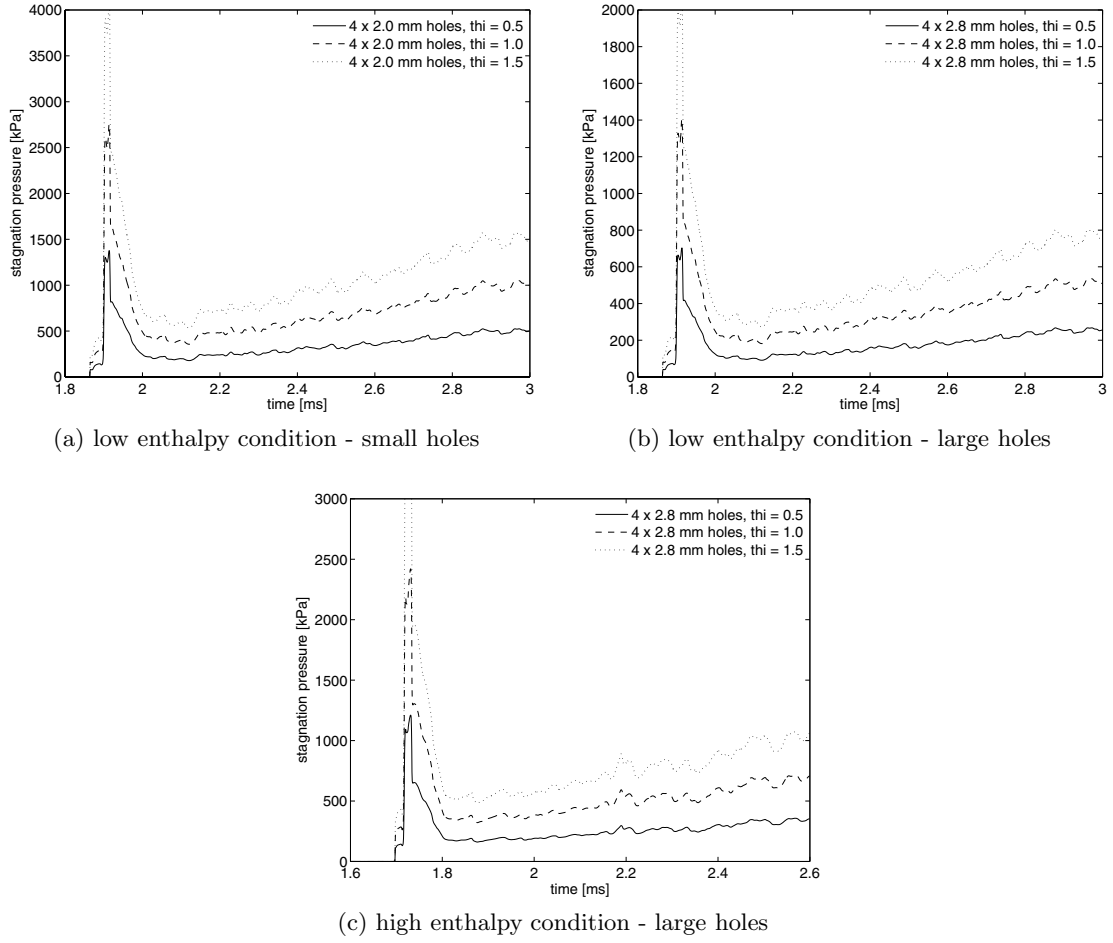 4000
3500
3000
2500
2000
1500
1000
500
0
stagnation pressure [kPa]
4 x 2.0 mm holes, thi = 0.5
4 x 2.0 mm holes, thi = 1.0
4 x 2.0 mm holes, thi = 1.5
1.8 2 2.2 2.4 2.6 2.8 3
time [ms]
(a) low enthalpy condition - small holes
2000
1800
1600
1400
1200
1000
800
600
400
200
0
stagnation pressure [kPa]
4 x 2.8 mm holes, thi = 0.5
4 x 2.8 mm holes, thi = 1.0
4 x 2.8 mm holes, thi = 1.5
1.8 2 2.2 2.4 2.6 2.8 3
time [ms]
(b) low enthalpy condition - large holes
3000
2500
2000
1500
1000
500
0
stagnation pressure [kPa]
4 x 2.8 mm holes, thi = 0.5
4 x 2.8 mm holes, thi = 1.0
4 x 2.8 mm holes, thi = 1.5
1.6 1.8 2 2.2 2.4 2.6
time [ms]
(c) high enthalpy condition - large holes